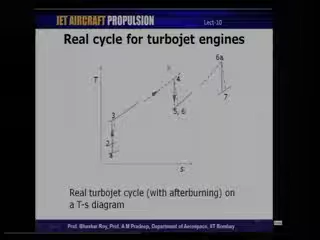 JET AIRCRAFT PROPULSION
Lect-10
Real cycle for turbojet engines
T
6a
4
3
5, 6
7
2
S
Real turbojet cycle (with afterburning) on
a T-s diagram
Prof. Bhaskar Roy, Prof. A M Pradeep, Department of Aerospace, IIT Bombay